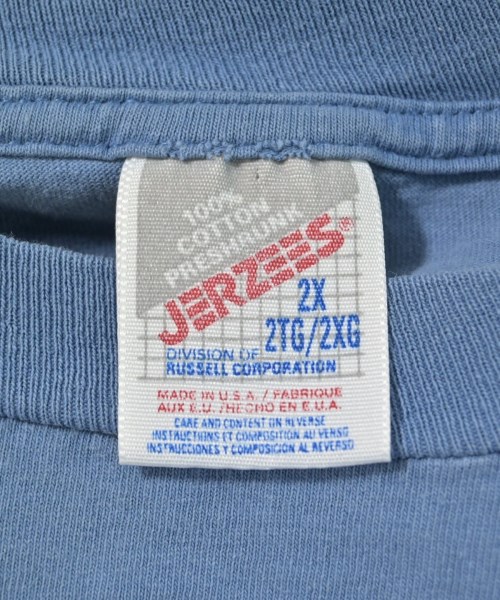 100%
COTTON
PRESHRUNK
JERZEES®
2X
2TG/2XG
DIVISION OF
RUSSELL CORPORATION
MADE IN U.S.A. / FABRIQUE
AUX E.U. /HECHO EN E.U.A.
CARE AND CONTENT ON REVERSE
INSTRUCTIONS ET COMPOSITION AU VERSO
INSTRUCCIONES Y COMPOSICION AL REVERSO